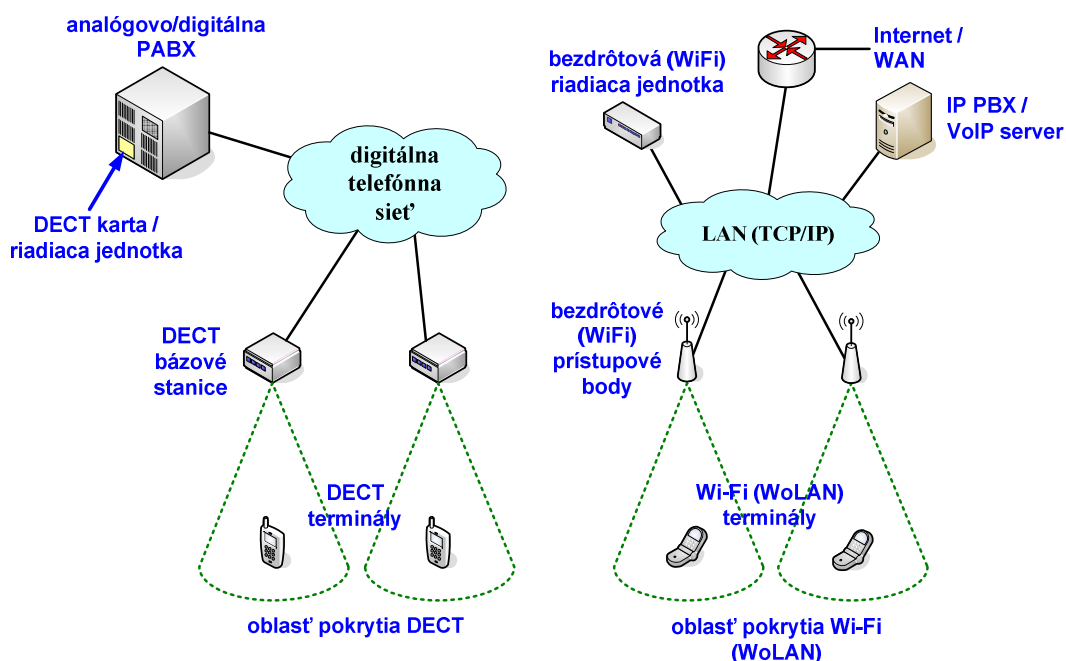 analógovo/digitálna
PABX
DECT karta /
riadiaca jednotka
digitálna
telefónna
sieť
DECT
bázové
stanice
DECT
terminály
oblasť pokrytia DECT
bezdrôtová (WiFi)
riadiaca jednotka
Internet /
WAN
IP PBX /
VoIP server
LAN (TCP/IP)
bezdrôtové
(WiFi)
prístupové
body
Wi-Fi (WoLAN)
terminály
oblasť pokrytia Wi-Fi
(WoLAN)